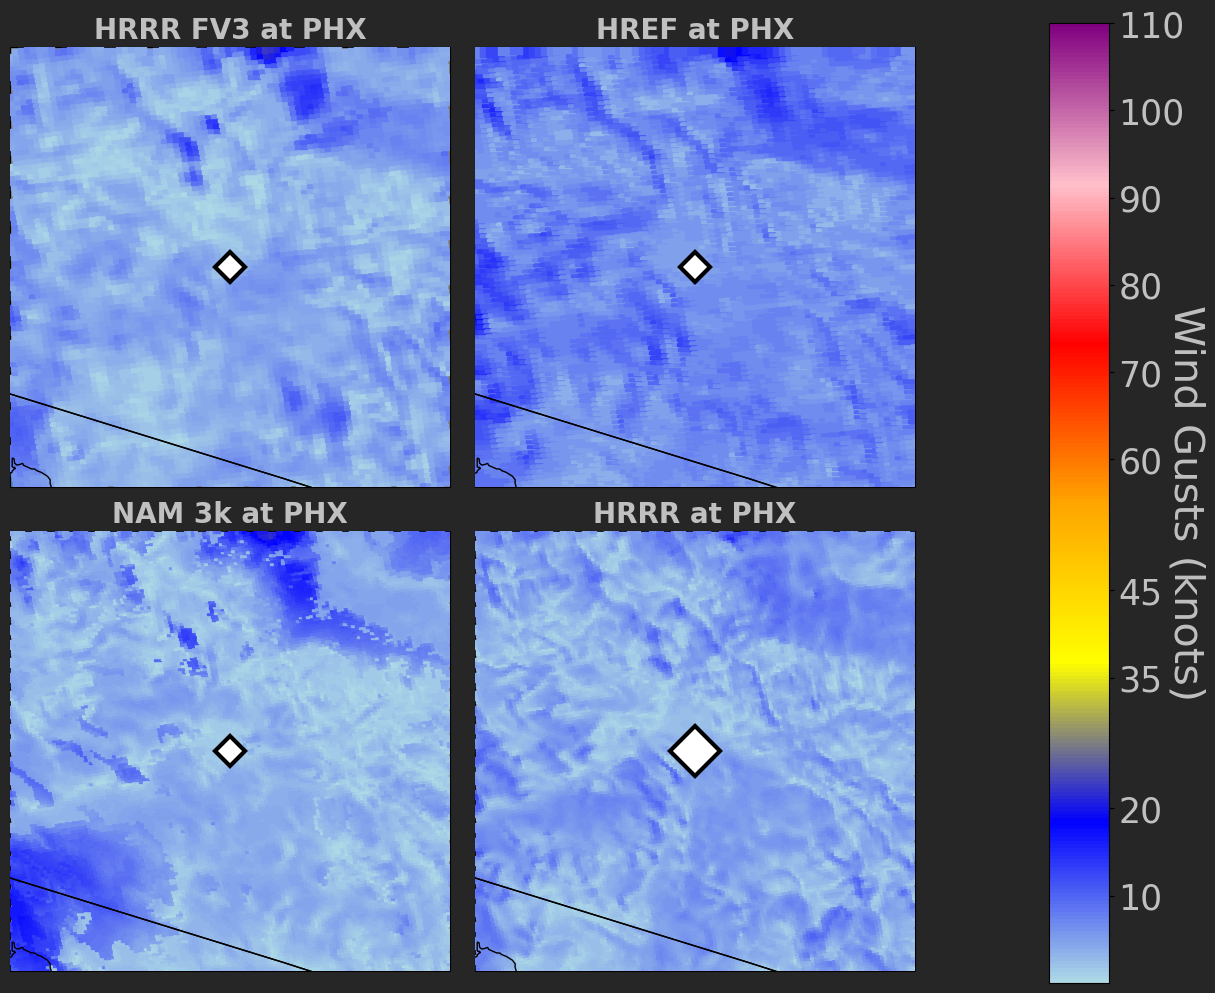 HRRR FV3 at PHX
HREF at PHX
NAM 3k at PHX
HRRR at PHX
110
100
90
80
70
60
45
35
20
10
Wind Gusts (knots)